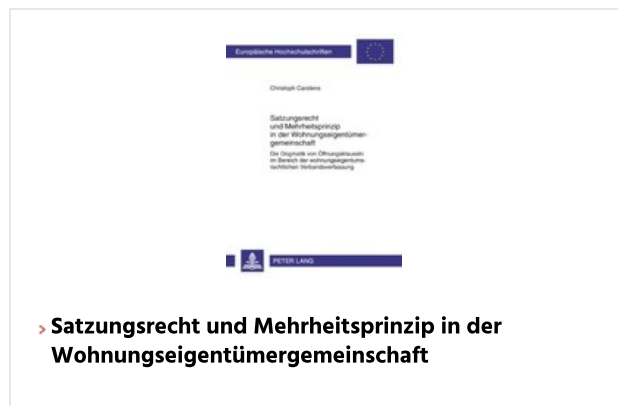 Europäische Hochschulschriften
Christoph Carstens
Satzungsrecht
und Mehrheitsprinzip
in der Wohnungseigentümer-
gemeinschaft
Die Dogmatik von Öffnungsklauseln
im Bereich der wohnungseigentums-
rechtlichen Verbandsverfassung
PETER LANG
› Satzungsrecht und Mehrheitsprinzip in der
Wohnungseigentümergemeinschaft